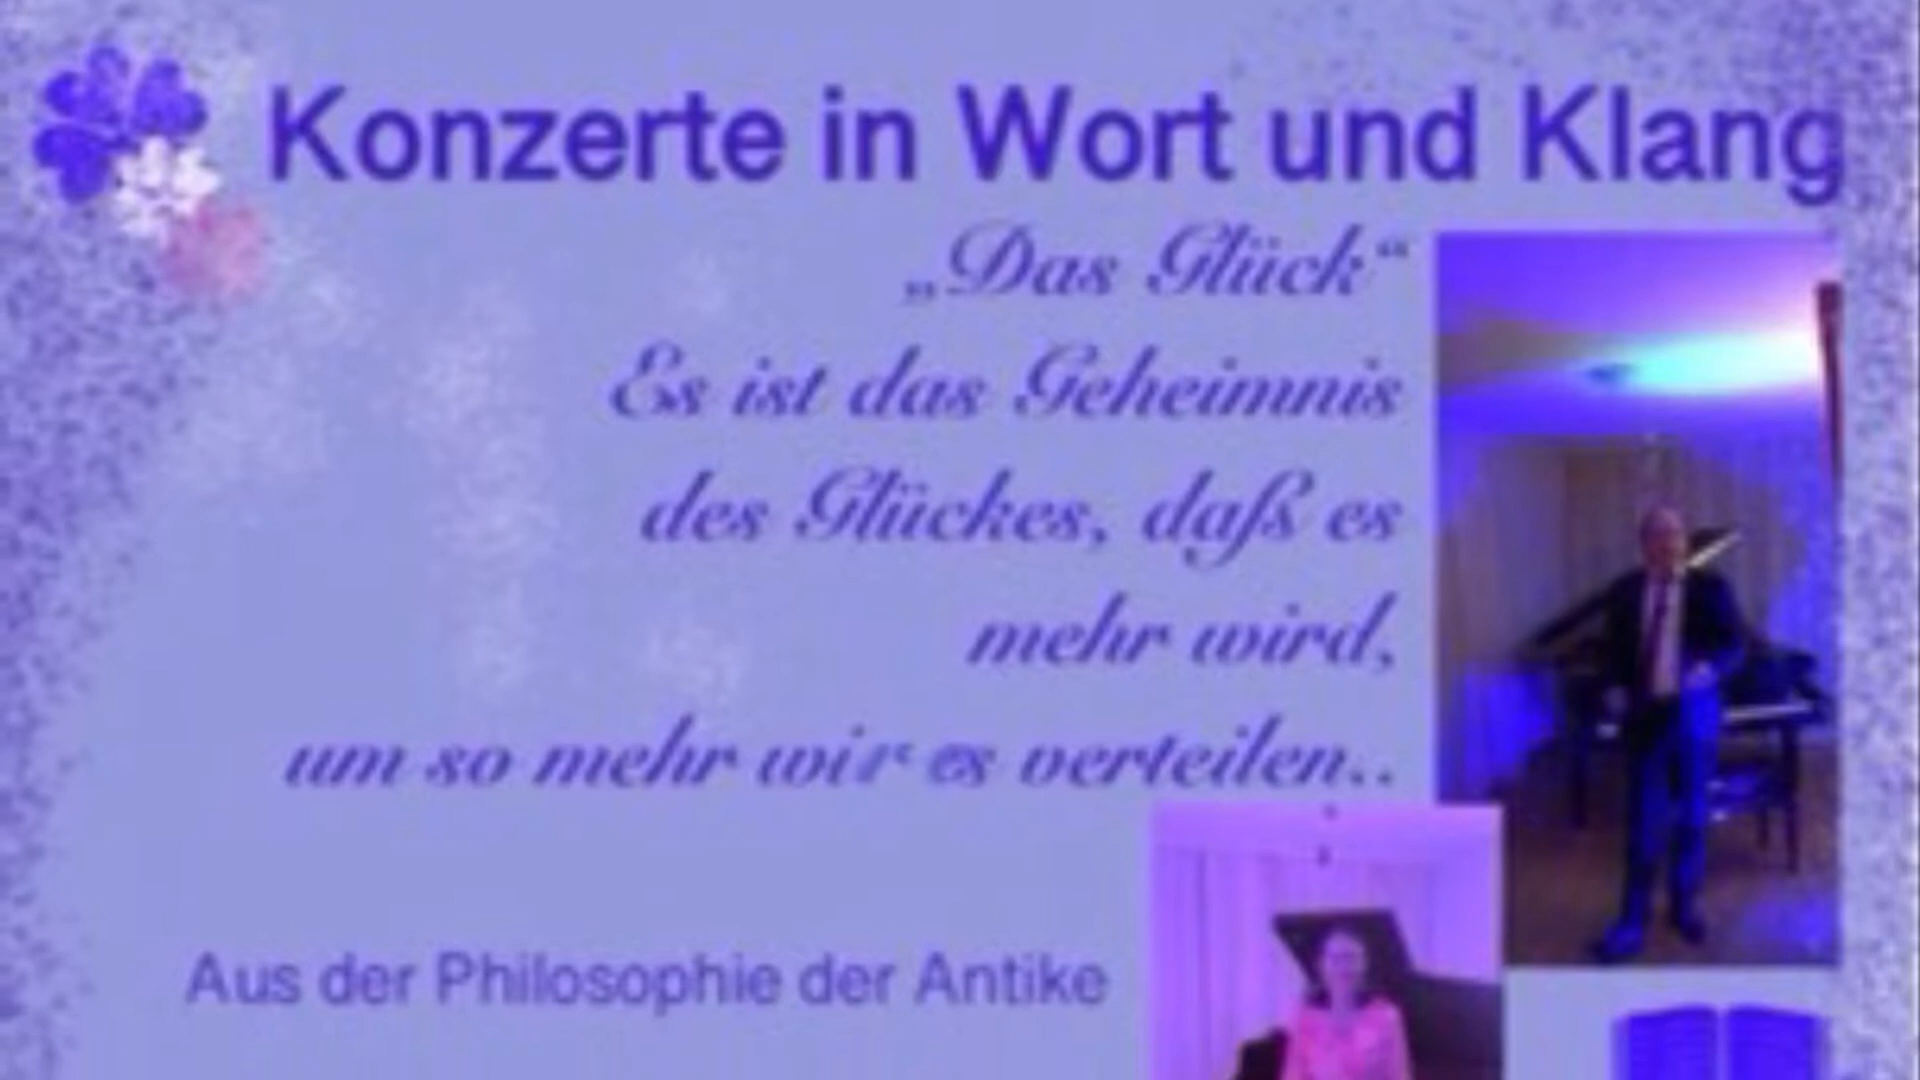 Konzerte in Wort und Klang
„Das Glück“
Es ist das Geheimnis
des Glückes, daß es
mehr wird,
um so mehr wir es verteilen..
Aus der Philosophie der Antike